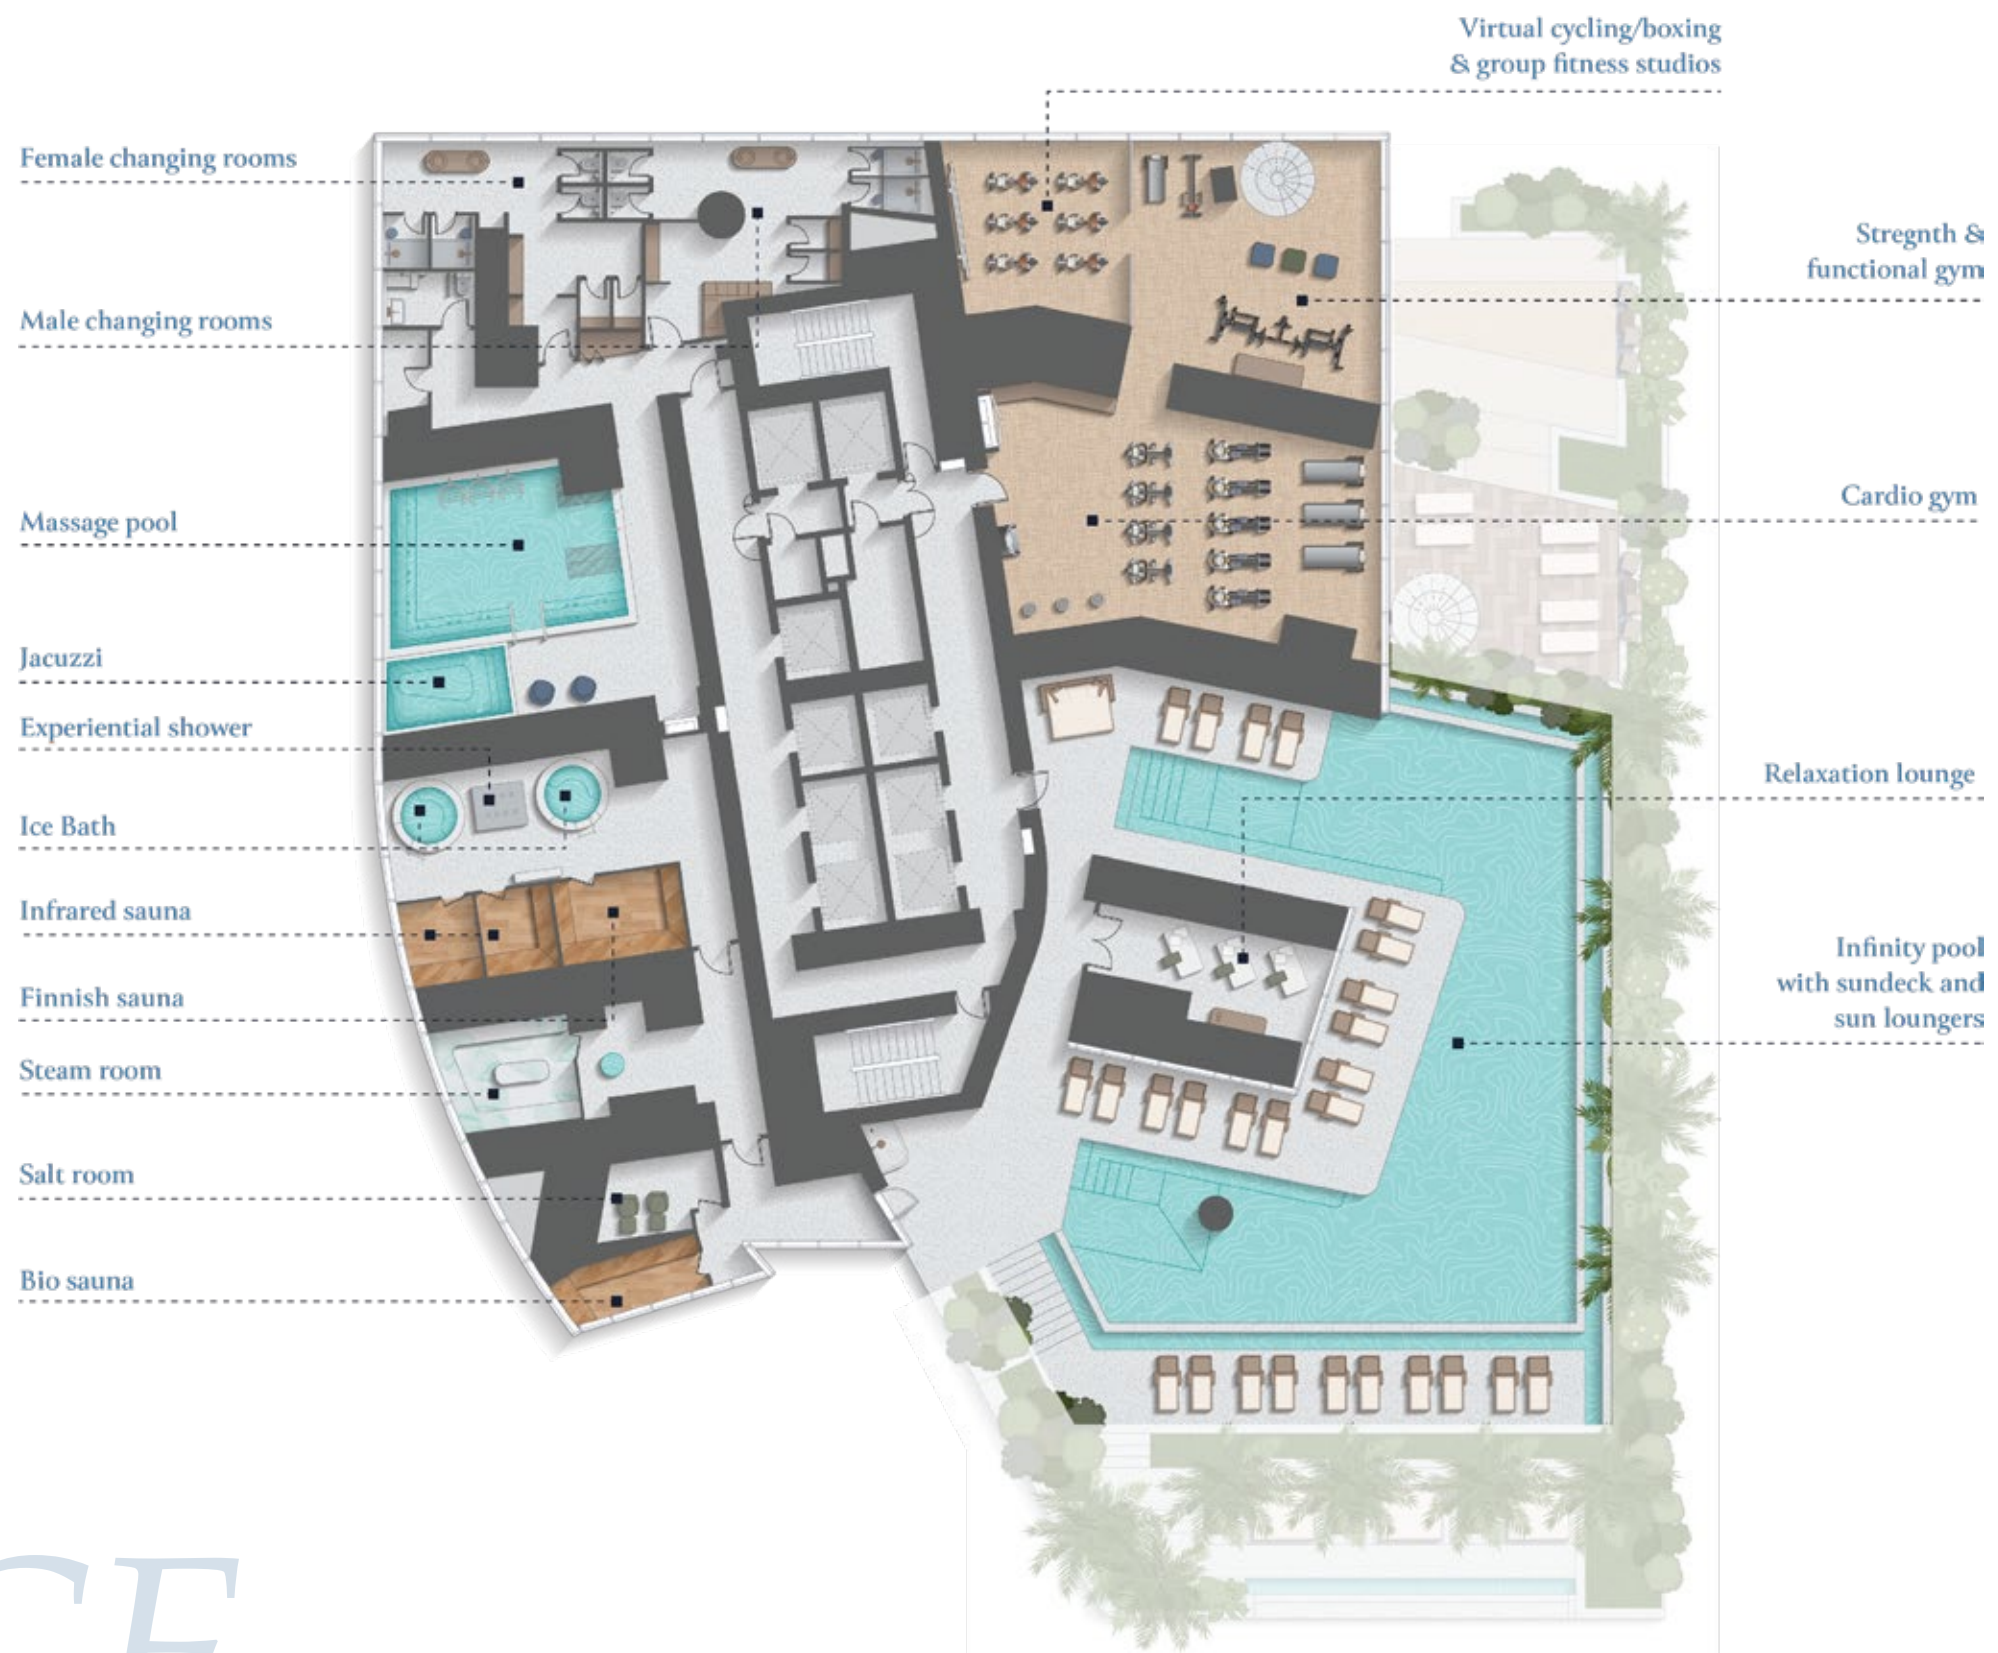 Virtual cycling/boxing
& group fitness studios
Female changing rooms
Stregnth &
functional gym
Male changing rooms
Cardio gym
Massage pool
Jacuzzi
Experiential shower
Relaxation lounge
Ice Bath
Infrared sauna
Infinity pool
with sundeck and
sun loungers
Finnish sauna
Steam room
Salt room
Bio sauna
CE